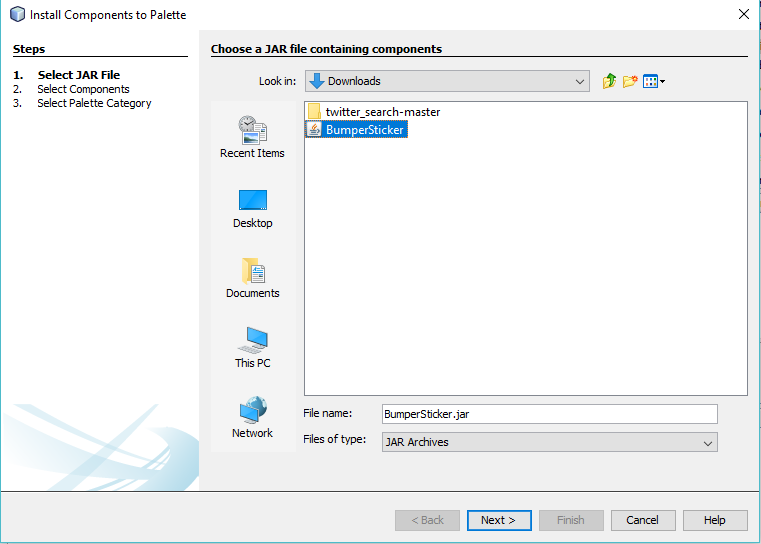 Install Components to Palette
Steps
1. Select JAR File
2. Select Components
3. Select Palette Category
Choose a JAR file containing components
Look in: Downloads
twitter_search-master
BumperSticker
Recent Items
Desktop
Documents
This PC
Network
File name: BumperSticker.jar
Files of type: JAR Archives
< Back Next > Finish Cancel Help